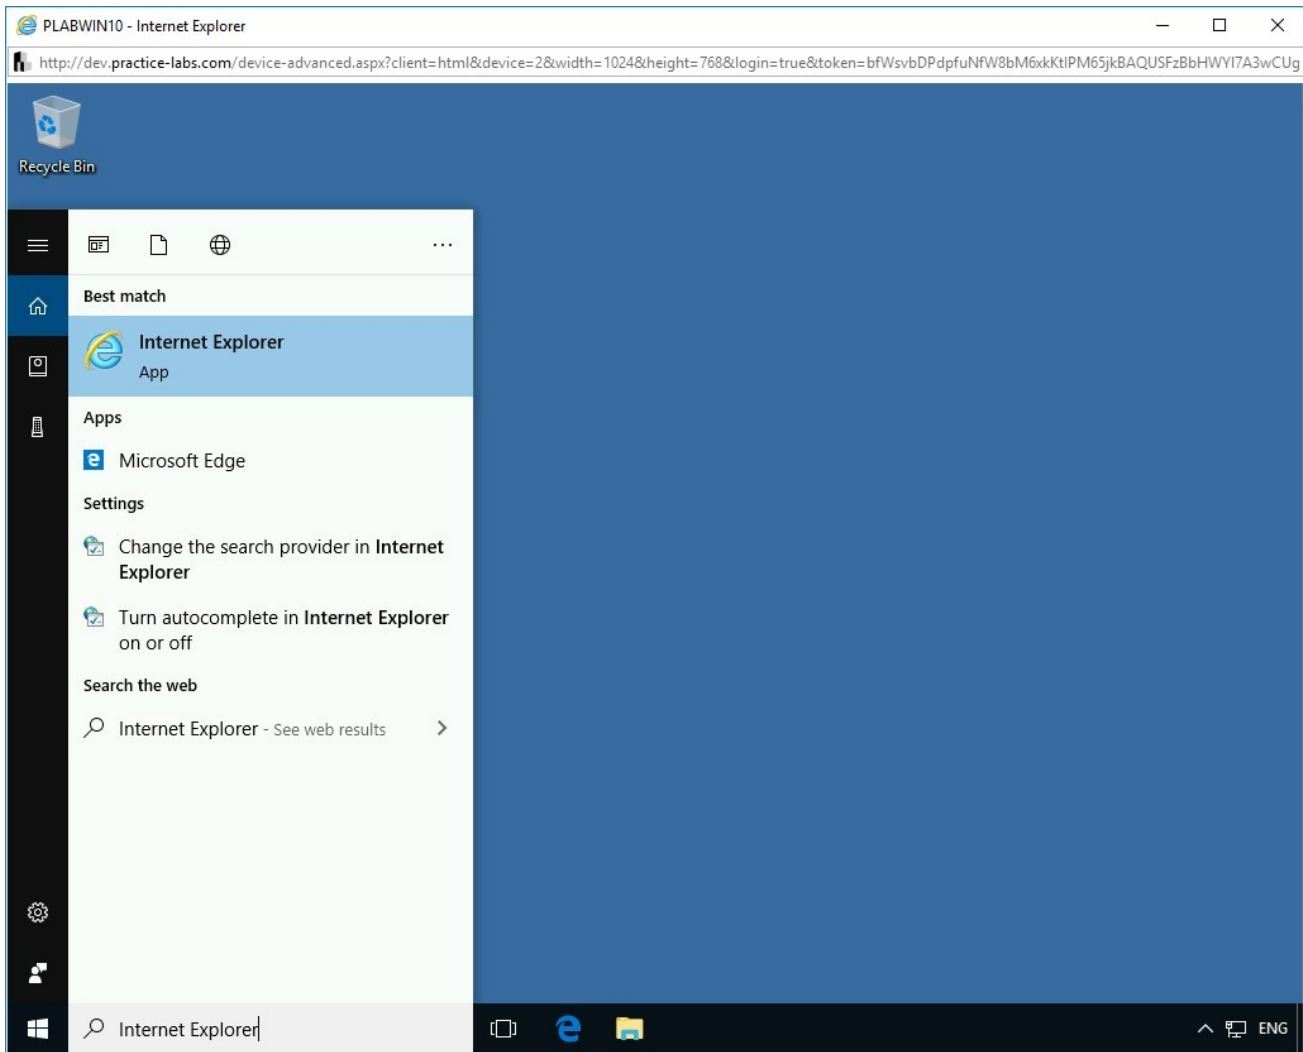 PLABWIN10 - Internet Explorer
http://dev.practice-labs.com/device-advanced.aspx?client=html&device=2&width=1024&height=768&login=true&token=bfWsvbDPdpfuNfW8bM6xkKtlPM65jkBAQUSFzBbHWYI7A3wCUg
Recycle Bin
Best match
Internet Explorer
App
Apps
Microsoft Edge
Settings
Change the search provider in Internet
Explorer
Turn autocomplete in Internet Explorer
on or off
Search the web
Internet Explorer - See web results
Internet Explorer
ENG